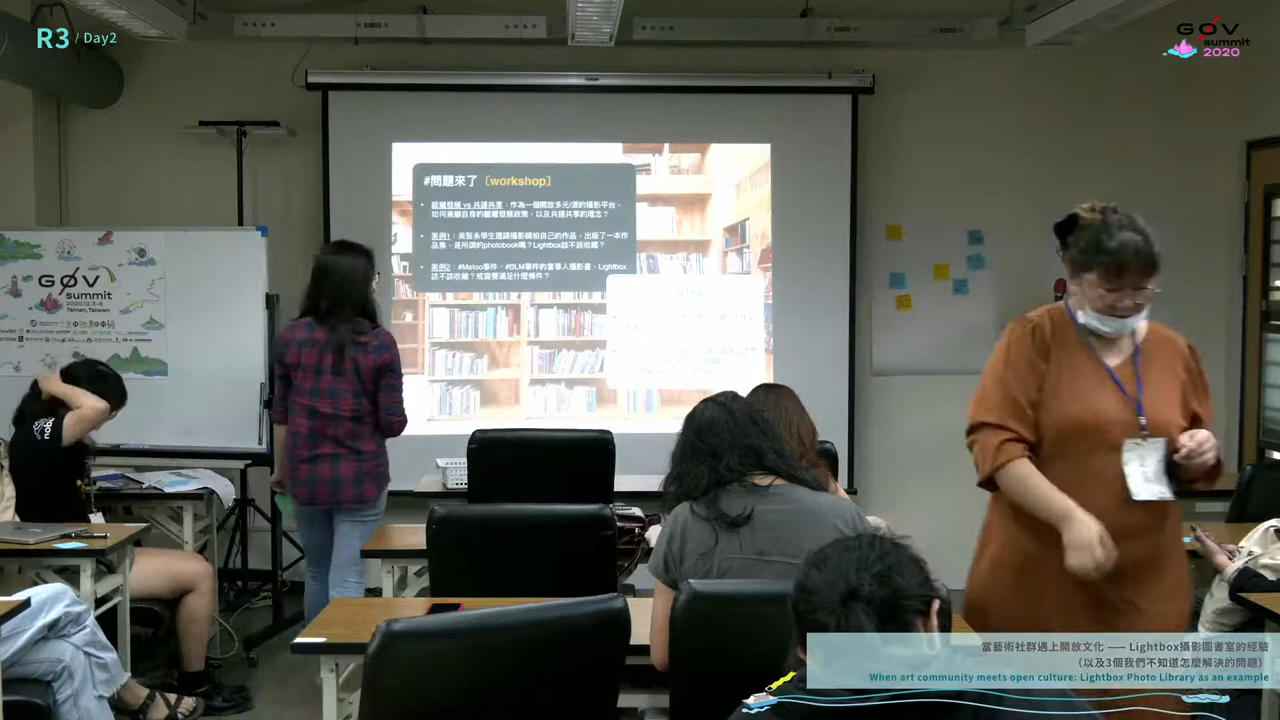 R3 / Day2
G0V
summit
2020
#問題來了〔workshop〕
館藏發展 vs 共建共享：作為一個開放多元/源的攝影平台，
如何兼顧自身的館藏發展政策，以及共建共享的理念？
案例1：美髮系學生邀請攝影師拍自己的作品，出版了一本作
品集，是所謂的photobook嗎？Lightbox該不該收藏？
案例2：#Metoo事件、#BLM事件的當事人攝影書，Lightbox
該不該收藏？或需要滿足什麼條件？
G0V
summit
2020.12.3-6
Tainan,Taiwan
當藝術社群遇上開放文化 —— Lightbox攝影圖書室的經驗
（以及3個我們不知道怎麼解決的問題）
When art community meets open culture: Lightbox Photo Library as an example